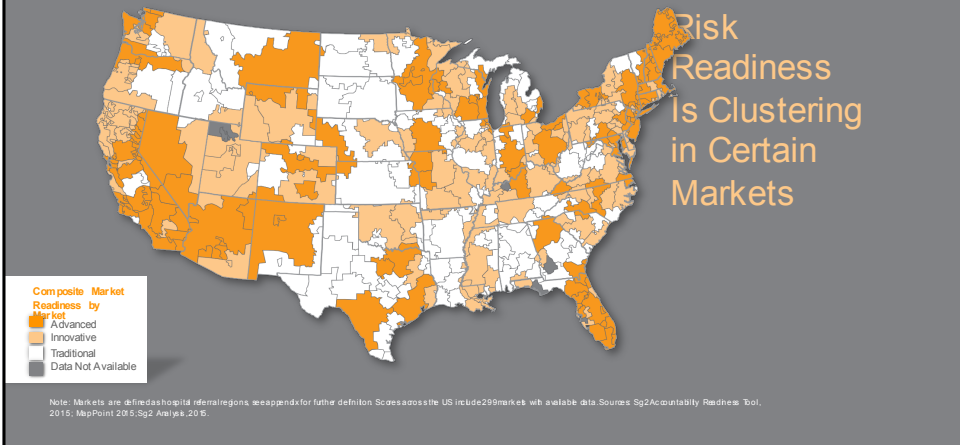 Risk
Readiness
Is Clustering
in Certain
Markets
Composite Market
Readiness by
Market
Advanced
Innovative
Traditional
Data Not Available
Note: Markets are defined as hospital referral regions, see appendix for further definition. Scores across the US include 299 markets with available data. Sources: Sg2 Accountability Readiness Tool,
2015; MapPoint 2015; Sg2 Analysis, 2015.